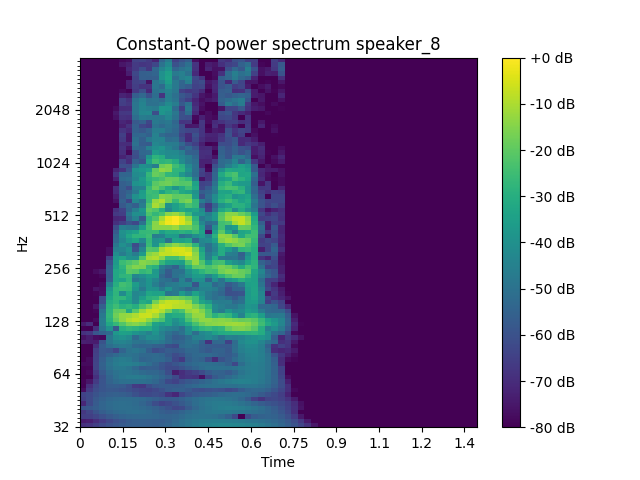 Constant-Q power spectrum speaker_8
Hz
2048
1024
512
256
128
64
32
0 0.15 0.3 0.45 0.6 0.75 0.9 1.1 1.2 1.4
Time
+0 dB
-10 dB
-20 dB
-30 dB
-40 dB
-50 dB
-60 dB
-70 dB
-80 dB